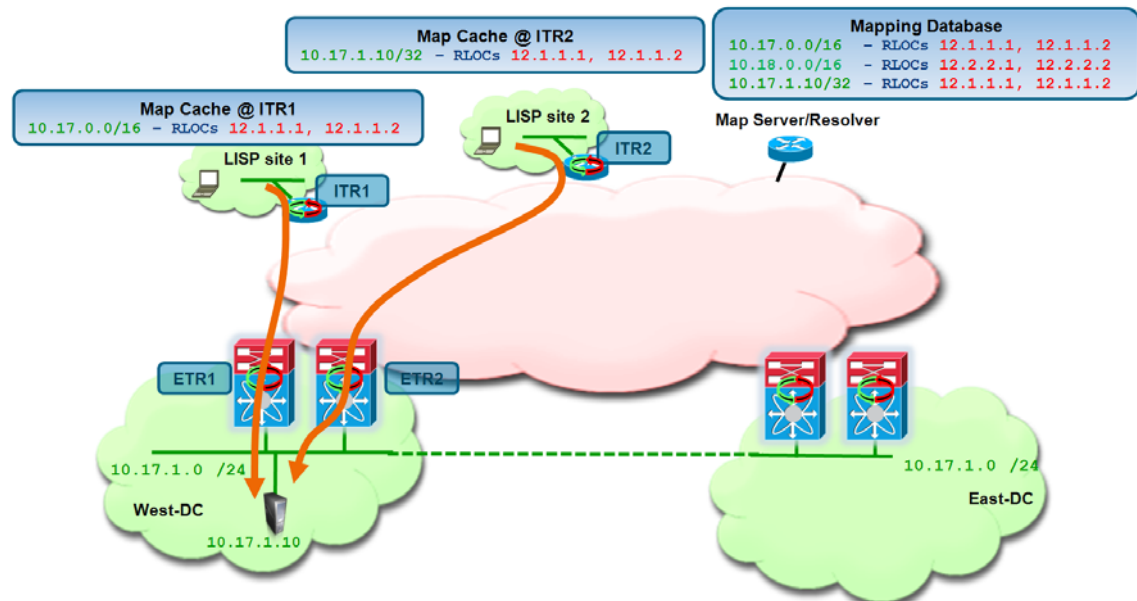 Map Cache @ ITR2
10.17.1.10/32 – RLOCs 12.1.1.1, 12.1.1.2
Mapping Database
10.17.0.0/16 – RLOCs 12.1.1.1, 12.1.1.2
10.18.0.0/16 – RLOCs 12.2.2.1, 12.2.2.2
10.17.1.10/32 – RLOCs 12.1.1.1, 12.1.1.2
Map Cache @ ITR1
10.17.0.0/16 – RLOCs 12.1.1.1, 12.1.1.2
LISP site 2
Map Server/Resolver
ITR2
LISP site 1
ITR1
ETR1
ETR2
10.17.1.0 /24
10.17.1.0 /24
West-DC
East-DC
10.17.1.10